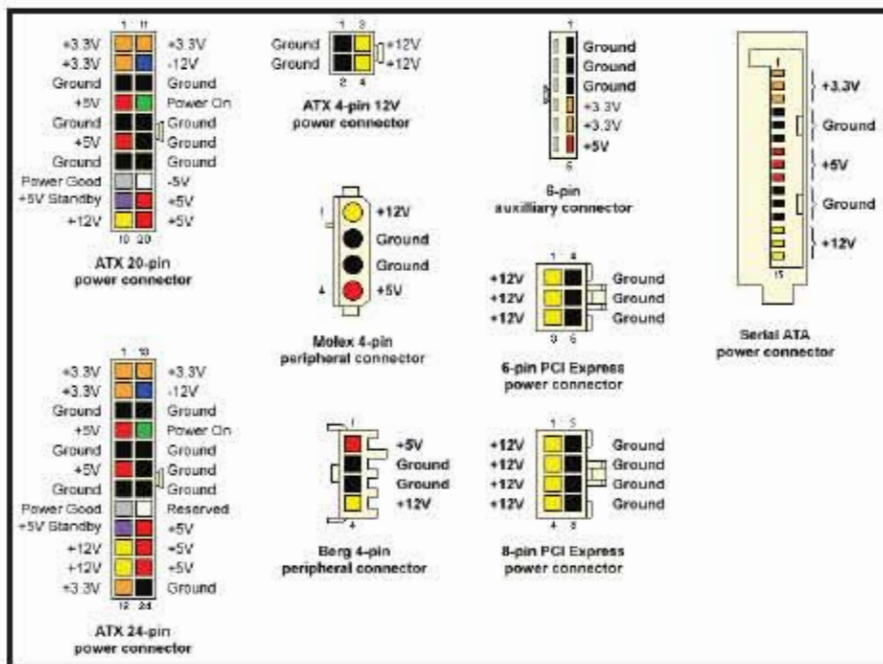 1 11
+3.3V +3.3V
+3.3V -12V
Ground Ground
+5V Power On
Ground Ground
+5V Ground
Ground Ground
Power Good -5V
+5V Standby +5V
+12V +5V
10 20
ATX 20-pin
power connector
1 13
+3.3V +3.3V
+3.3V -12V
Ground Ground
+5V Power On
Ground Ground
+5V Ground
Ground Ground
Power Good Reserved
+5V Standby +5V
+12V +5V
+12V +5V
+3.3V Ground
12 24
ATX 24-pin
power connector
1 3
Ground +12V
Ground +12V
2 4
ATX 4-pin 12V
power connector
1 +12V
Ground
Ground
4 +5V
Molex 4-pin
peripheral connector
1
+5V
Ground
Ground
+12V
4
Berg 4-pin
peripheral connector
1
Ground
Ground
Ground
+3.3V
+3.3V
+5V
6
6-pin
auxilliary connector
1 4
+12V Ground
+12V Ground
+12V Ground
3 6
6-pin PCI Express
power connector
1 5
+12V Ground
+12V Ground
+12V Ground
+12V Ground
4 8
8-pin PCI Express
power connector
1
+3.3V
Ground
+5V
Ground
+12V
15
Serial ATA
power connector